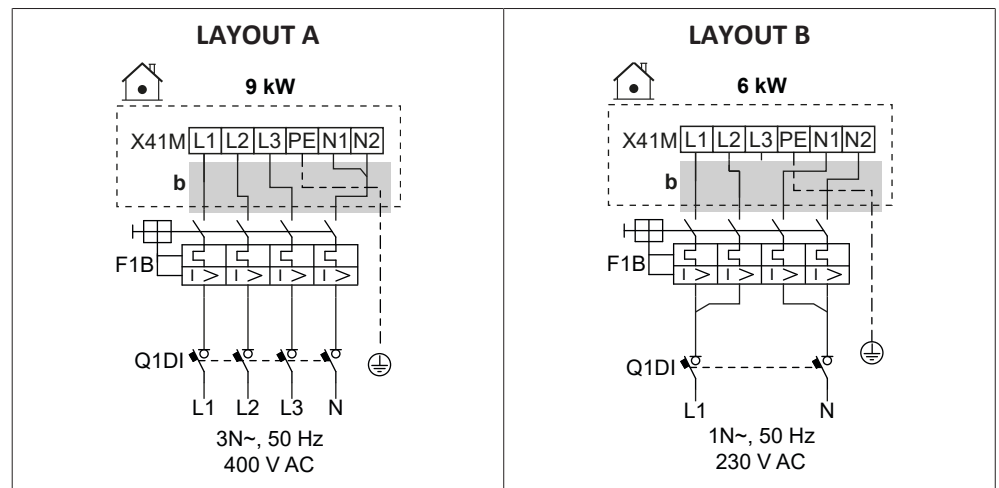 LAYOUT A
9 kW
X41M L1 L2 L3 PE N1 N2
b
F1B
I > I > I > I >
Q1DI
L1 L2 L3 N
3N~, 50 Hz
400 V AC
LAYOUT B
6 kW
X41M L1 L2 L3 PE N1 N2
b
F1B
I > I > I > I >
Q1DI
L1 N
1N~, 50 Hz
230 V AC